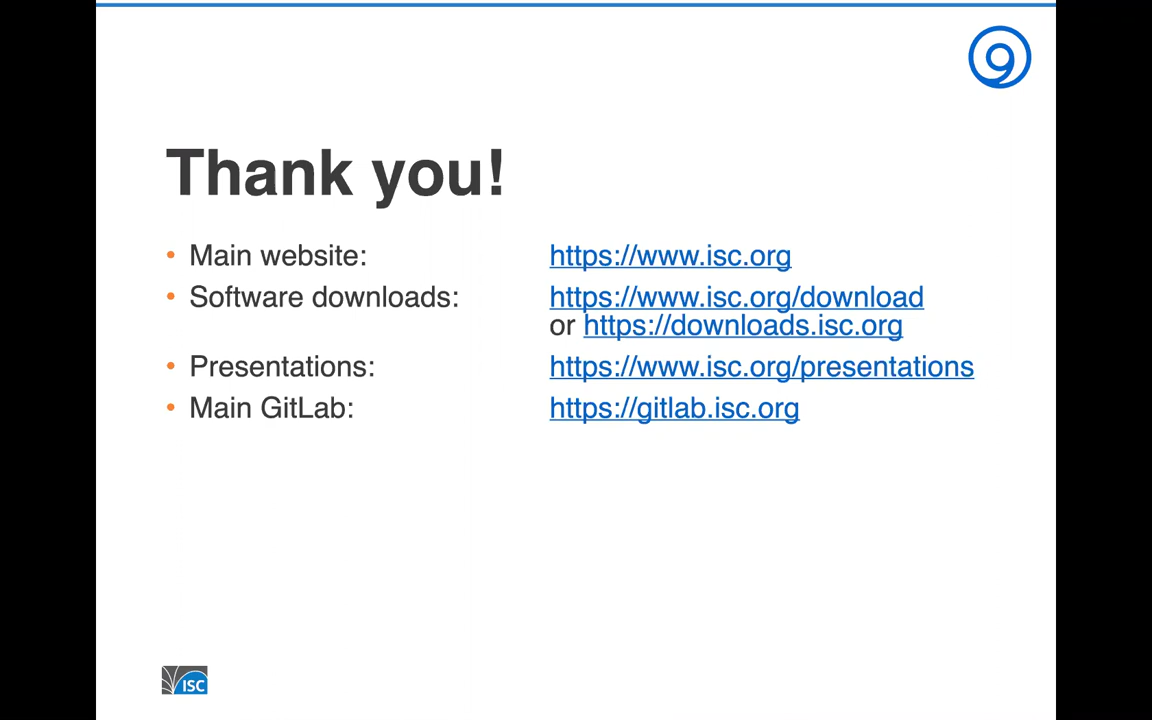 9
Thank you!
• Main website: https://www.isc.org
• Software downloads: https://www.isc.org/download
or https://downloads.isc.org
• Presentations: https://www.isc.org/presentations
• Main GitLab: https://gitlab.isc.org
ISC